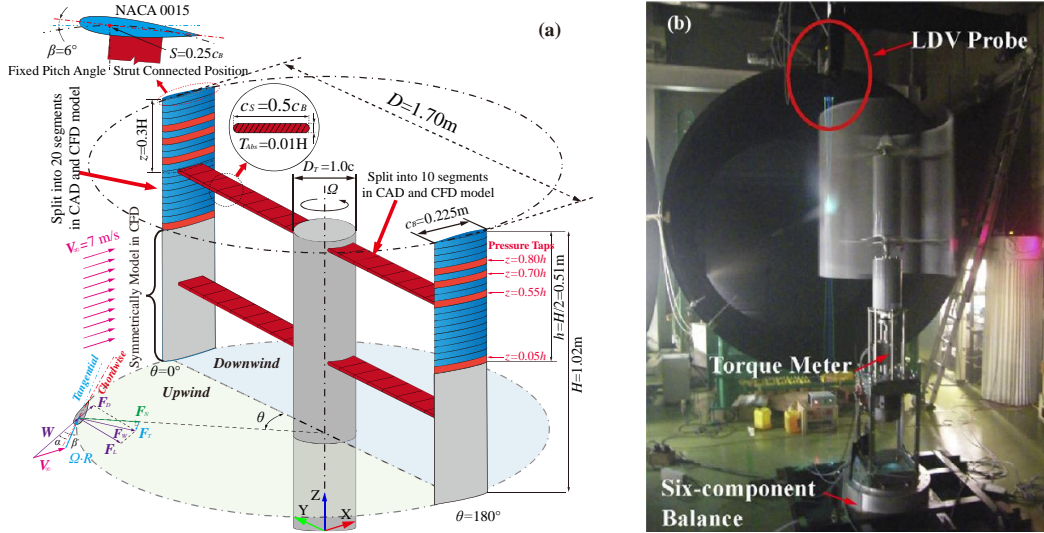 NACA 0015
(a)
β=6°
S=0.25cB
Fixed Pitch Angle
Strut Connected Position
Split into 20 segments
in CAD and CFD model
z=0.3H
cS=0.5cB
TAbs=0.01H
D=1.70m
DT=1.0c
Ω
Split into 10 segments
in CAD and CFD model
cB=0.225m
V∞=7 m/s
Symmetrically Model in CFD
Pressure Taps
z=0.80h
z=0.70h
z=0.55h
z=0.05h
h=H/2=0.51m
H=1.02m
θ=0°
Downwind
Upwind
θ
Tangential
Chordwise
FD
FN
FW
FT
FL
W
α
β
V∞
Ω·R
Z
Y
X
θ=180°
(b)
LDV Probe
Torque Meter
Six-component
Balance